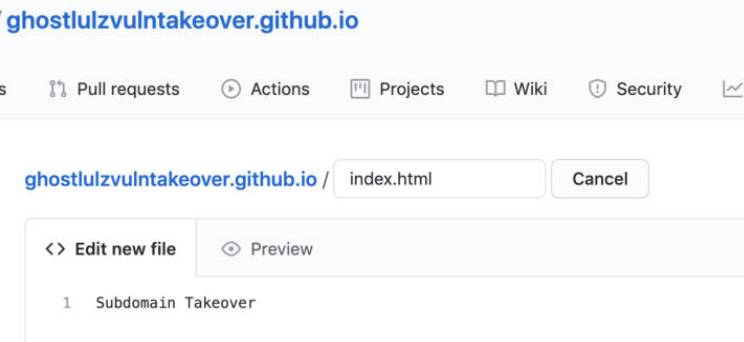 / ghostlulzvulntakeover.github.io
s Pull requests Actions Projects Wiki Security
ghostlulzvulntakeover.github.io / index.html Cancel
<> Edit new file Preview
1 Subdomain Takeover